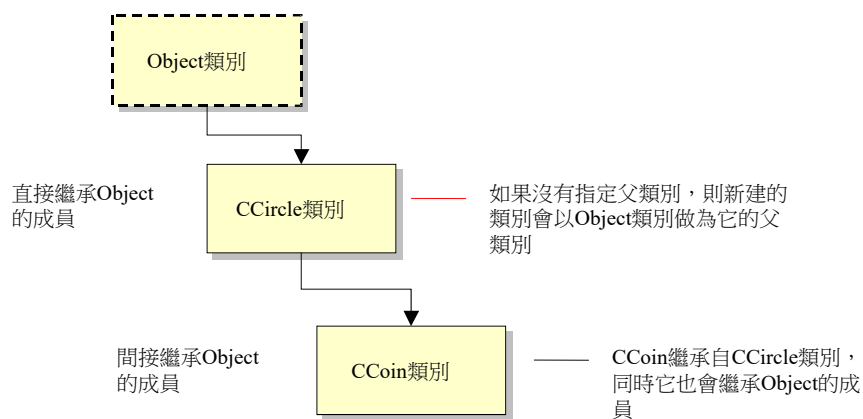 Object類別
直接繼承Object
的成員
CCircle類別
如果沒有指定父類別，則新建的
類別會以Object類別做為它的父
類別
間接繼承Object
的成員
CCoin類別
CCoin繼承自CCircle類別，
同時它也會繼承Object的成
員